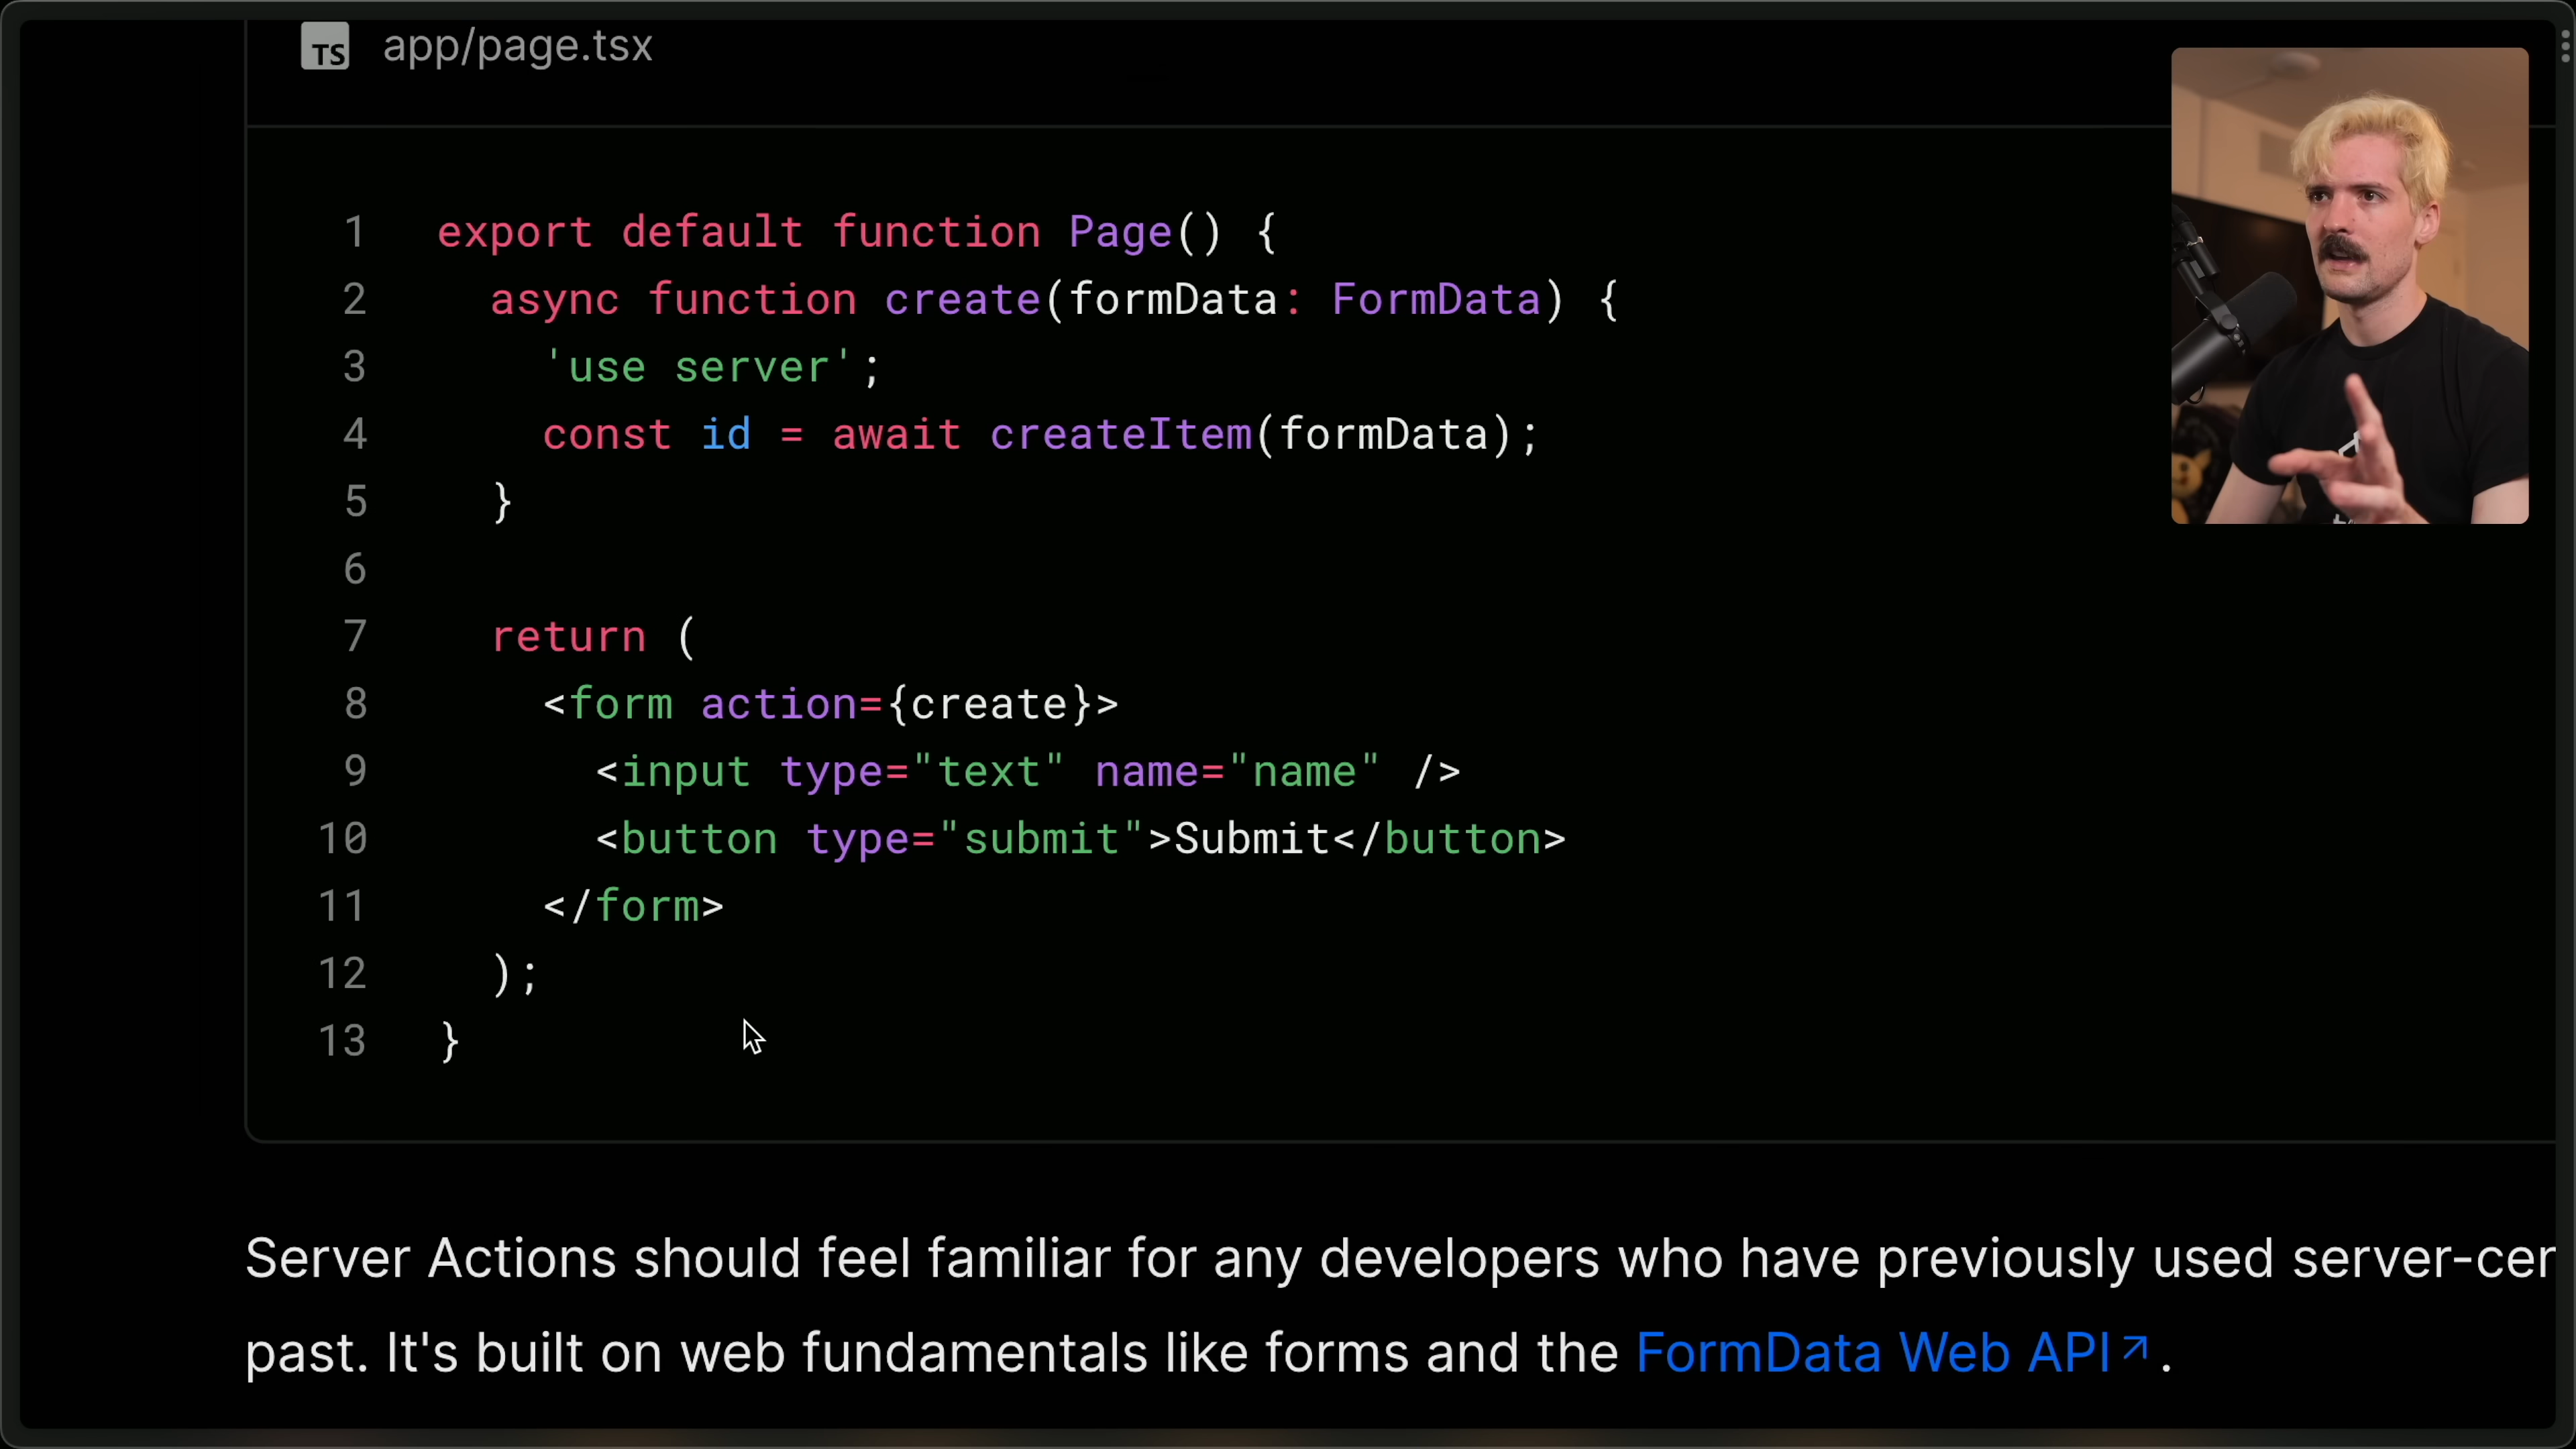 TS app/page.tsx
1 export default function Page() {
2 async function create(formData: FormData) {
3 'use server';
4 const id = await createItem(formData);
5 }
6
7 return (
8 <form action={create}>
9 <input type="text" name="name" />
10 <button type="submit">Submit</button>
11 </form>
12 );
13 }
Server Actions should feel familiar for any developers who have previously used server-cen
past. It's built on web fundamentals like forms and the FormData Web API↗.